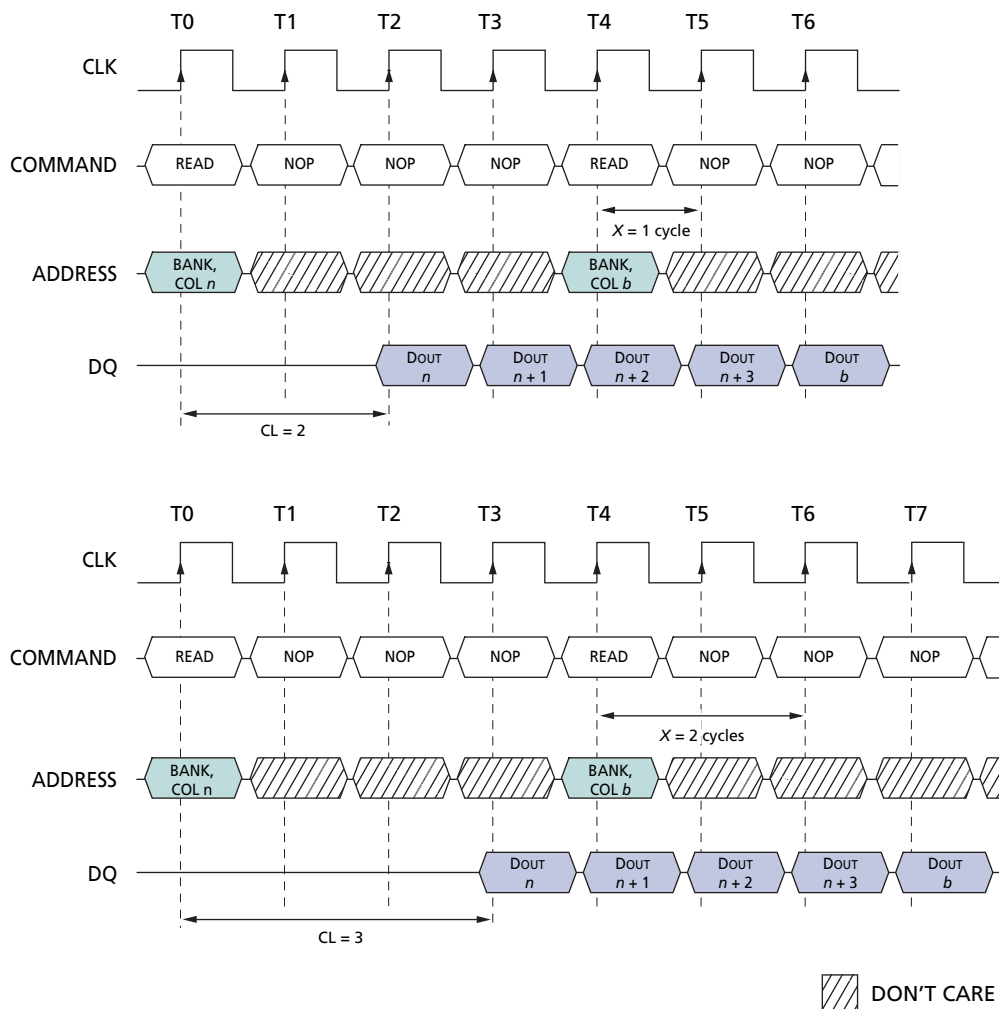 T0 T1 T2 T3 T4 T5 T6
CLK
COMMAND READ NOP NOP NOP READ NOP NOP
X = 1 cycle
ADDRESS BANK, COL n BANK, COL b
DQ DOUT n DOUT n + 1 DOUT n + 2 DOUT n + 3 DOUT b
CL = 2
T0 T1 T2 T3 T4 T5 T6 T7
CLK
COMMAND READ NOP NOP NOP READ NOP NOP NOP
X = 2 cycles
ADDRESS BANK, COL n BANK, COL b
DQ DOUT n DOUT n + 1 DOUT n + 2 DOUT n + 3 DOUT b
CL = 3
DON'T CARE